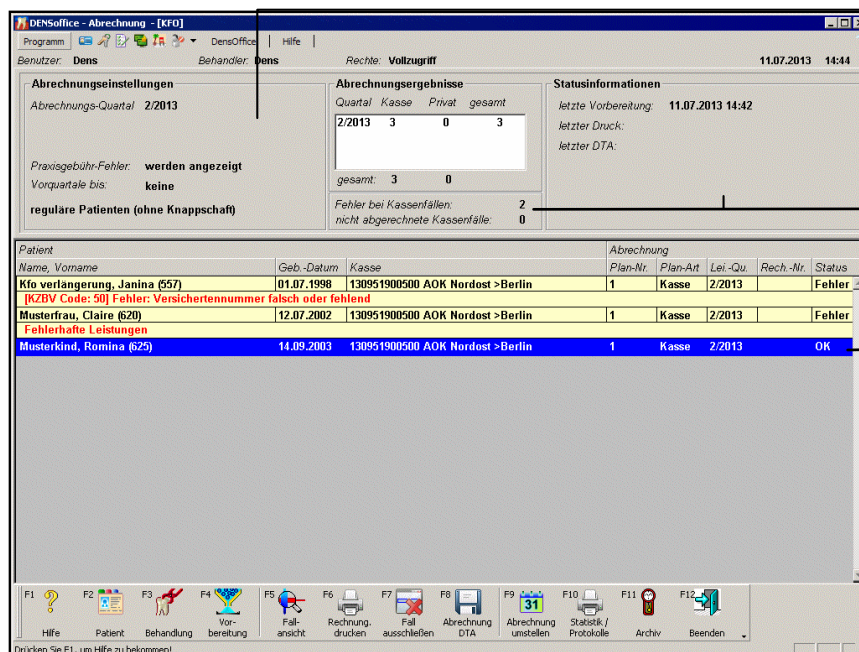 DENSoffice - Abrechnung - [KFO]
Programm DensOffice Hilfe
Benutzer: Dens Behandler: Dens Rechte: Vollzugriff 11.07.2013 14:44
Abrechnungseinstellungen
Abrechnungs-Quartal 2/2013
Praxisgebühr-Fehler: werden angezeigt
Vorquartale bis: keine
reguläre Patienten (ohne Knappschaft)
Abrechnungsergebnisse
Quartal Kasse Privat gesamt
2/2013 3 0 3
gesamt: 3 0
Fehler bei Kassenfällen: 2
nicht abgerechnete Kassenfälle: 0
Statusinformationen
letzte Vorbereitung: 11.07.2013 14:42
letzter Druck:
letzter DTA:
Patient Abrechnung
Name, Vorname Geb.-Datum Kasse Plan-Nr. Plan-Art Lei.-Qu. Rech.-Nr. Status
Kfo verlängerung, Janina (557) 01.07.1998 130951900500 AOK Nordost >Berlin 1 Kasse 2/2013 Fehler
[KZBV Code: 50] Fehler: Versichertennummer falsch oder fehlend
Musterfrau, Claire (620) 12.07.2002 130951900500 AOK Nordost >Berlin 1 Kasse 2/2013 Fehler
Fehlerhafte Leistungen
Musterkind, Romina (625) 14.09.2003 130951900500 AOK Nordost >Berlin 1 Kasse 2/2013 OK
F1 Hilfe
F2 Patient
F3 Behandlung
F4 Vor-
bereitung
F5 Fall-
ansicht
F6 Rechnung.
drucken
F7 Fall
ausschließen
F8 Abrechnung
DTA
F9 31 Abrechnung
umstellen
F10 Statistik /
Protokolle
F11 Archiv
F12 Beenden
Drücken Sie F1, um Hilfe zu bekommen!